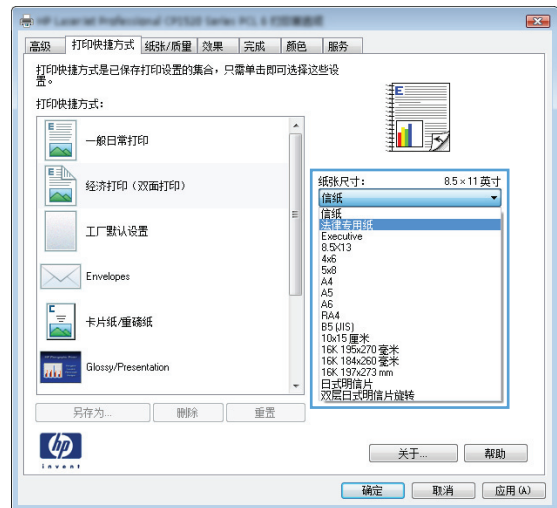 HP LaserJet Professional CP1520 Series PCL 6
高级 打印快捷方式 纸张/质量 效果 完成 颜色 服务
打印快捷方式是已保存打印设置的集合，只需单击即可选择这些设
置。
打印快捷方式：
一般日常打印
经济打印（双面打印）
工厂默认设置
Envelopes
卡片纸/重磅纸
Glossy/Presentation
另存为... 删除 重置
纸张尺寸： 8.5 × 11 英寸
信纸
信纸
法律专用纸
Executive
8.5X13
4x6
5x8
A4
A5
A6
RA4
B5 (JIS)
10x15 厘米
16K 195x270 毫米
16K 184x260 毫米
16K 197x273 mm
日式明信片
双层日式明信片旋转
hp
invent
关于... 帮助
确定 取消 应用 (A)